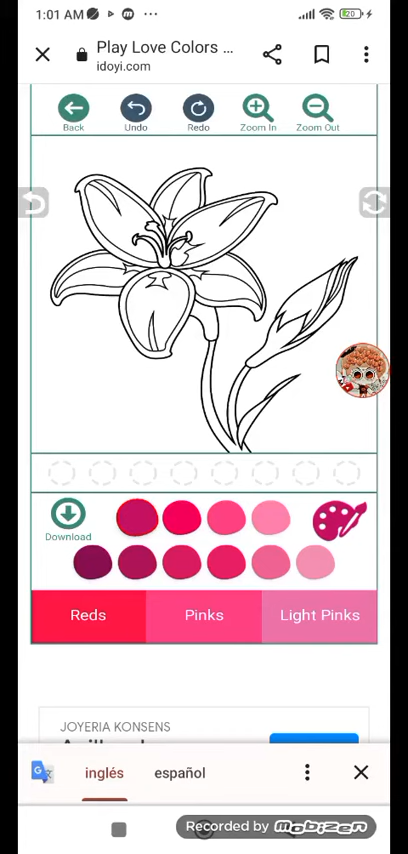 1:01 AM
20
Play Love Colors ...
idoyi.com
Back
Undo
Redo
Zoom In
Zoom Out
Download
Reds
Pinks
Light Pinks
JOYERIA KONSENS
inglés
español
Recorded by Mobizen